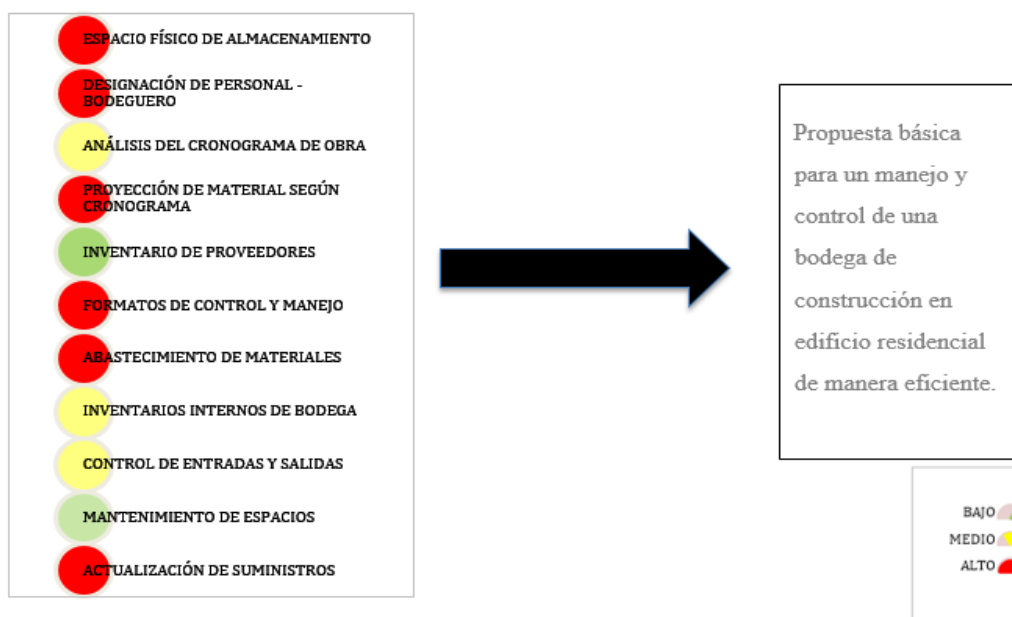 ESPACIO FÍSICO DE ALMACENAMIENTO
DESIGNACIÓN DE PERSONAL -
BODEGUERO
ANÁLISIS DEL CRONOGRAMA DE OBRA
PROYECCIÓN DE MATERIAL SEGÚN
CRONOGRAMA
INVENTARIO DE PROVEEDORES
FORMATOS DE CONTROL Y MANEJO
ABASTECIMIENTO DE MATERIALES
INVENTARIOS INTERNOS DE BODEGA
CONTROL DE ENTRADAS Y SALIDAS
MANTENIMIENTO DE ESPACIOS
ACTUALIZACIÓN DE SUMINISTROS
Propuesta básica
para un manejo y
control de una
bodega de
construcción en
edificio residencial
de manera eficiente.
BAJO
MEDIO
ALTO